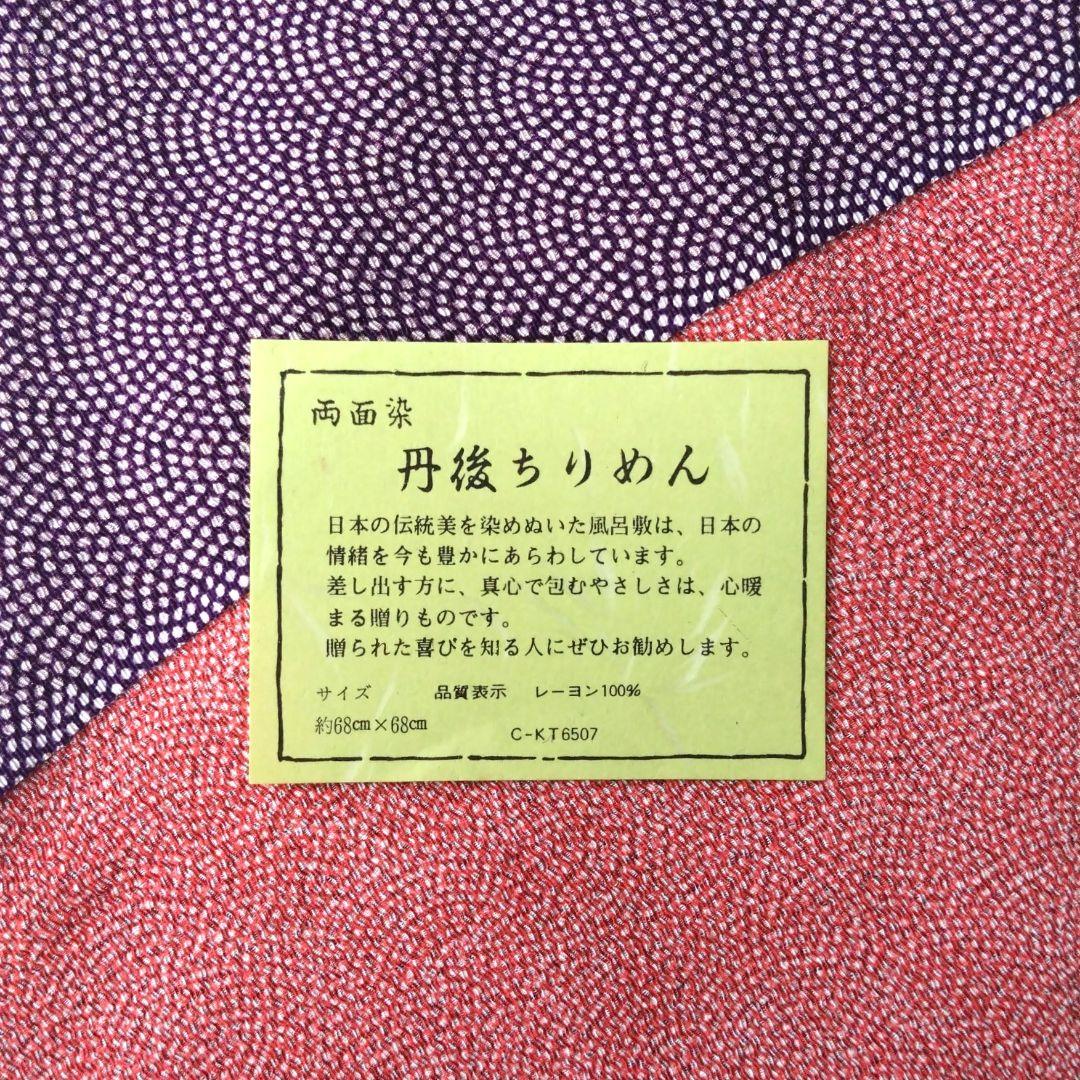 両面染
丹後ちりめん
日本の伝統美を染めぬいた風呂敷は、日本の
情緒を今も豊かにあらわしています。
差し出す方に、真心で包むやさしさは、心暖
まる贈りものです。
贈られた喜びを知る人にぜひお勧めします。
サイズ 品質表示 レーヨン100%
約68cm×68cm C-KT6507